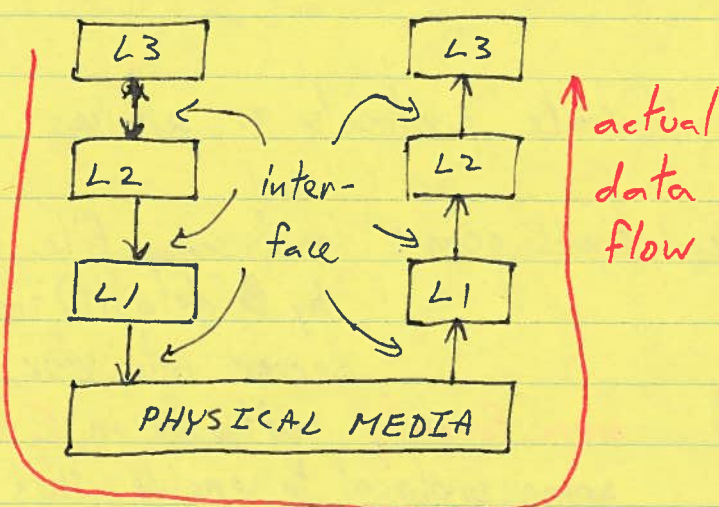 L3 L3
L2 L2
inter-
face
L1 L1
PHYSICAL MEDIA
actual
data
flow